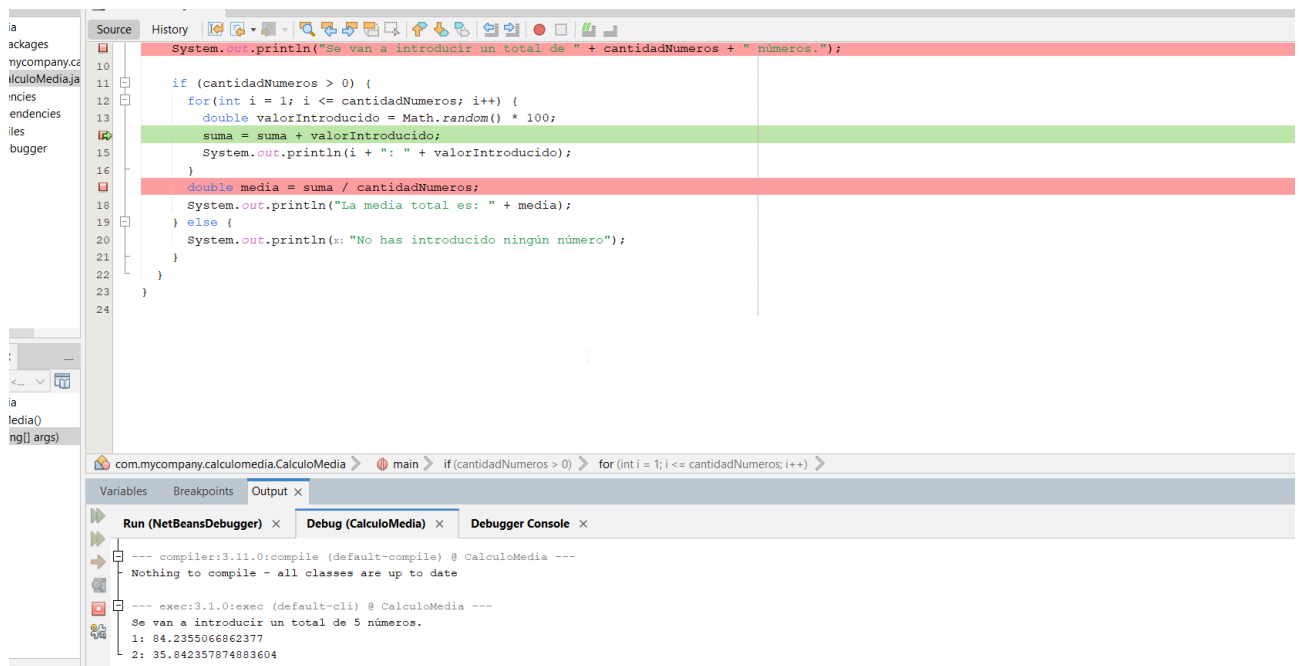 ia
ackages
mycompany.ca
alculoMedia.ja
encies
endencies
iles
bugger
Source History
System.out.println("Se van a introducir un total de " + cantidadNumeros + " números.");
10
11 if (cantidadNumeros > 0) {
12 for(int i = 1; i <= cantidadNumeros; i++) {
13 double valorIntroducido = Math.random() * 100;
suma = suma + valorIntroducido;
15 System.out.println(i + ": " + valorIntroducido);
16 }
double media = suma / cantidadNumeros;
18 System.out.println("La media total es: " + media);
19 } else {
20 System.out.println(x: "No has introducido ningún número");
21 }
22 }
23 }
24
<...
ia
Media()
ng[] args)
com.mycompany.calculomedia.CalculoMedia main if (cantidadNumeros > 0) for (int i = 1; i <= cantidadNumeros; i++)
Variables Breakpoints Output ×
Run (NetBeansDebugger) × Debug (CalculoMedia) × Debugger Console ×
--- compiler:3.11.0:compile (default-compile) @ CalculoMedia ---
Nothing to compile - all classes are up to date
--- exec:3.1.0:exec (default-cli) @ CalculoMedia ---
Se van a introducir un total de 5 números.
1: 84.2355066862377
2: 35.842357874883604